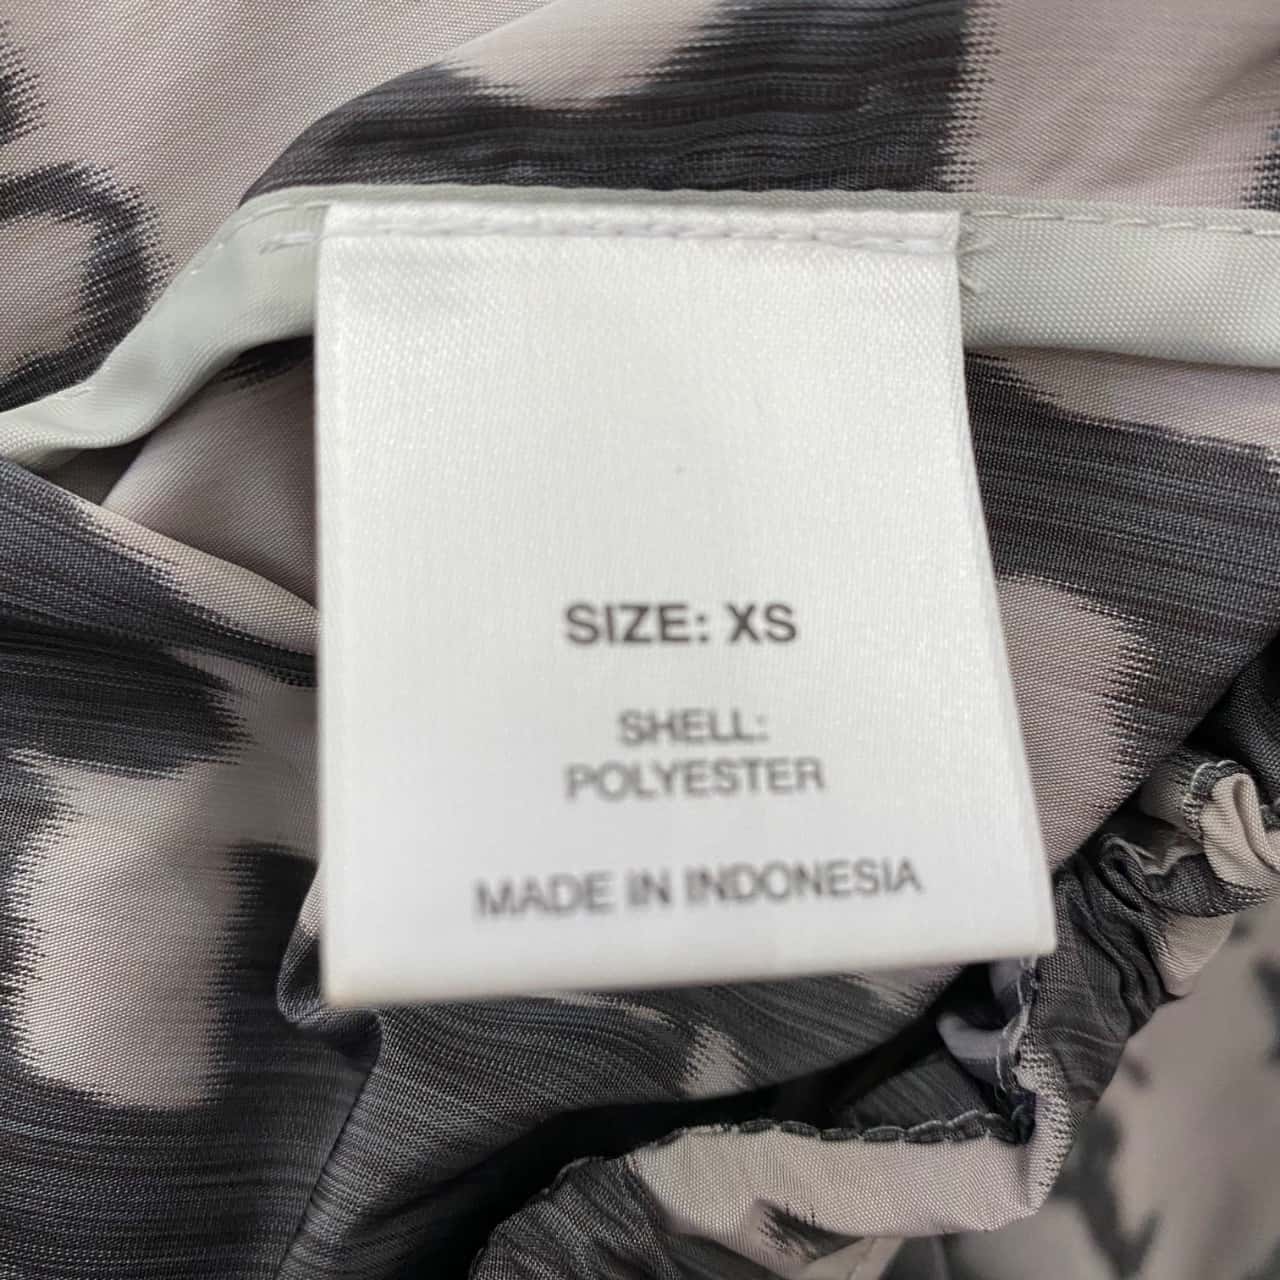 SIZE: XS
SHELL:
POLYESTER
MADE IN INDONESIA